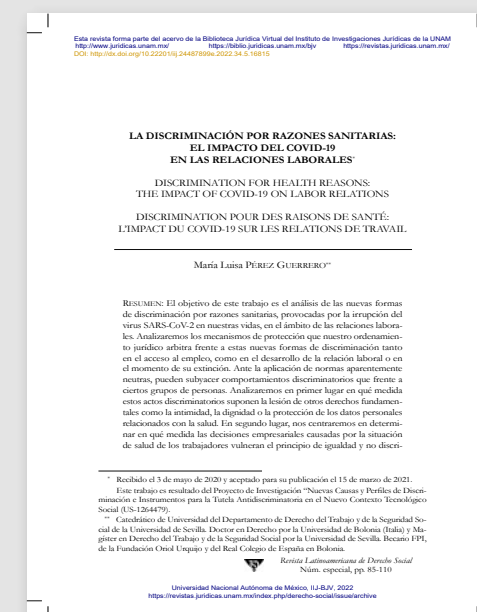 Esta revista forma parte del acervo de la Biblioteca Jurídica Virtual del Instituto de Investigaciones Jurídicas de la UNAM
http://www.juridicas.unam.mx/ https://biblio.juridicas.unam.mx/bjv https://revistas.juridicas.unam.mx/
DOI: http://dx.doi.org/10.22201/iij.24487899e.2022.34.5.16815
LA DISCRIMINACIÓN POR RAZONES SANITARIAS:
EL IMPACTO DEL COVID-19
EN LAS RELACIONES LABORALES*
DISCRIMINATION FOR HEALTH REASONS:
THE IMPACT OF COVID-19 ON LABOR RELATIONS
DISCRIMINATION POUR DES RAISONS DE SANTÉ:
L'IMPACT DU COVID-19 SUR LES RELATIONS DE TRAVAIL
María Luisa PÉREZ GUERRERO**
RESUMEN: El objetivo de este trabajo es el análisis de las nuevas formas
de discriminación por razones sanitarias, provocadas por la irrupción del
virus SARS-CoV-2 en nuestras vidas, en el ámbito de las relaciones labora-
les. Analizaremos los mecanismos de protección que nuestro ordenamien-
to jurídico arbitra frente a estas nuevas formas de discriminación tanto
en el acceso al empleo, como en el desarrollo de la relación laboral o en
el momento de su extinción. Ante la aplicación de normas aparentemente
neutras, pueden subyacer comportamientos discriminatorios que frente a
ciertos grupos de personas. Analizaremos en primer lugar en qué medida
estos actos discriminatorios suponen la lesión de otros derechos fundamen-
tales como la intimidad, la dignidad o la protección de los datos personales
relacionados con la salud. En segundo lugar, nos centraremos en determi-
nar en qué medida las decisiones empresariales causadas por la situación
de salud de los trabajadores vulneran el principio de igualdad y no discri-
* Recibido el 3 de mayo de 2020 y aceptado para su publicación el 15 de marzo de 2021.
Este trabajo es resultado del Proyecto de Investigación "Nuevas Causas y Perfiles de Discri-
minación e Instrumentos para la Tutela Antidiscriminatoria en el Nuevo Contexto Tecnológico
Social (US-1264479).
** Catedrático de Universidad del Departamento de Derecho del Trabajo y de la Seguridad So-
cial de la Universidad de Sevilla. Doctor en Derecho por la Universidad de Bolonia (Italia) y Ma-
gíster en Derecho del Trabajo y de la Seguridad Social por la Universidad de Sevilla. Becario FPI,
de la Fundación Oriol Urquijo y del Real Colegio de España en Bolonia.
Revista Latinoamericana de Derecho Social
Núm. especial, pp. 85-110
Universidad Nacional Autónoma de México, IIJ-BJV, 2022
https://revistas.juridicas.unam.mx/index.php/derecho-social/issue/archive